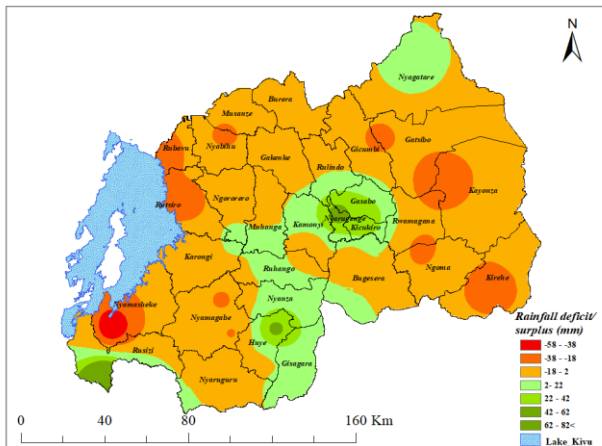 N
Nyagatare
Burera
Musanze
Rubavu
Nyabihu
Gicumbi
Gatsibo
Gakenke
Rulindo
Rutsiro
Ngororero
Gasabo
Kayonza
Nyarugenge
Muhanga
Kamonyi
Kicukiro
Rwamagana
Karongi
Ruhango
Bugesera
Ngoma
Kirehe
Nyamasheke
Nyanza
Nyamagabe
Huye
Rusizi
Gisagara
Nyaruguru
Rainfall deficit/
surplus (mm)
-58 - -38
-38 - -18
-18 - 2
2- 22
22 - 42
42 - 62
62 - 82<
Lake Kivu
0 40 80 160 Km